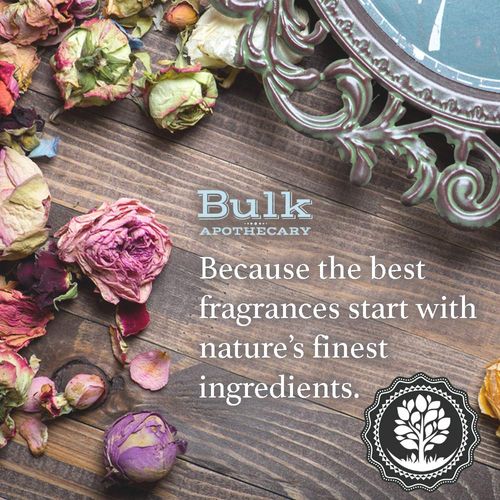 Bulk
APOTHECARY
Because the best
fragrances start with
nature's finest
ingredients.